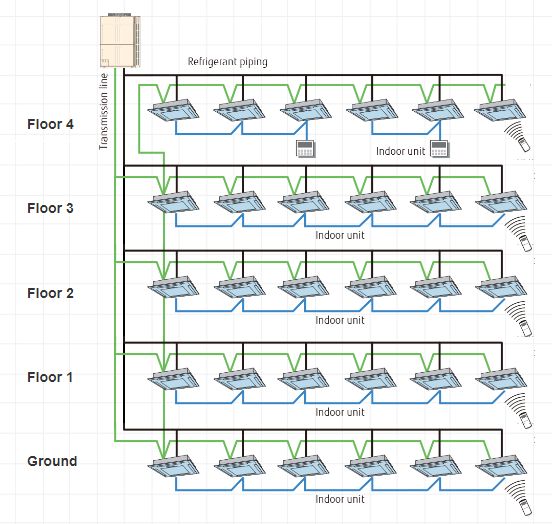 Refrigerant piping
Transmission line
Floor 4
Indoor unit
Floor 3
Indoor unit
Floor 2
Indoor unit
Floor 1
Indoor unit
Ground
Indoor unit